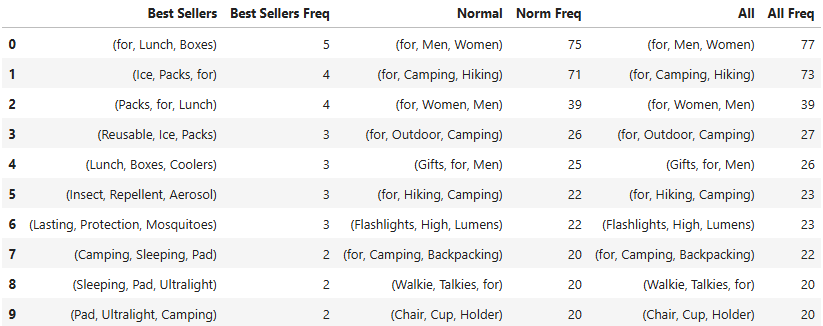 Best Sellers Best Sellers Freq Normal Norm Freq All All Freq
0 (for, Lunch, Boxes) 5 (for, Men, Women) 75 (for, Men, Women) 77
1 (Ice, Packs, for) 4 (for, Camping, Hiking) 71 (for, Camping, Hiking) 73
2 (Packs, for, Lunch) 4 (for, Women, Men) 39 (for, Women, Men) 39
3 (Reusable, Ice, Packs) 3 (for, Outdoor, Camping) 26 (for, Outdoor, Camping) 27
4 (Lunch, Boxes, Coolers) 3 (Gifts, for, Men) 25 (Gifts, for, Men) 26
5 (Insect, Repellent, Aerosol) 3 (for, Hiking, Camping) 22 (for, Hiking, Camping) 23
6 (Lasting, Protection, Mosquitoes) 3 (Flashlights, High, Lumens) 22 (Flashlights, High, Lumens) 23
7 (Camping, Sleeping, Pad) 2 (for, Camping, Backpacking) 20 (for, Camping, Backpacking) 22
8 (Sleeping, Pad, Ultralight) 2 (Walkie, Talkies, for) 20 (Walkie, Talkies, for) 20
9 (Pad, Ultralight, Camping) 2 (Chair, Cup, Holder) 20 (Chair, Cup, Holder) 20